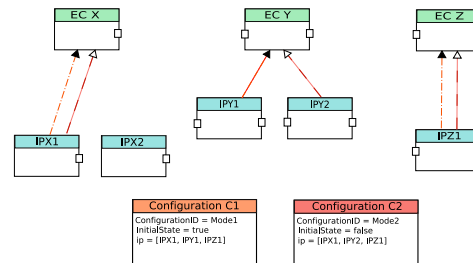 EC X
EC Y
EC Z
IPY1
IPY2
IPX1
IPX2
IPZ1
Configuration C1
ConfigurationID = Mode1
InitialState = true
ip = [IPX1, IPY1, IPZ1]
Configuration C2
ConfigurationID = Mode2
InitialState = false
ip = [IPX1, IPY2, IPZ1]